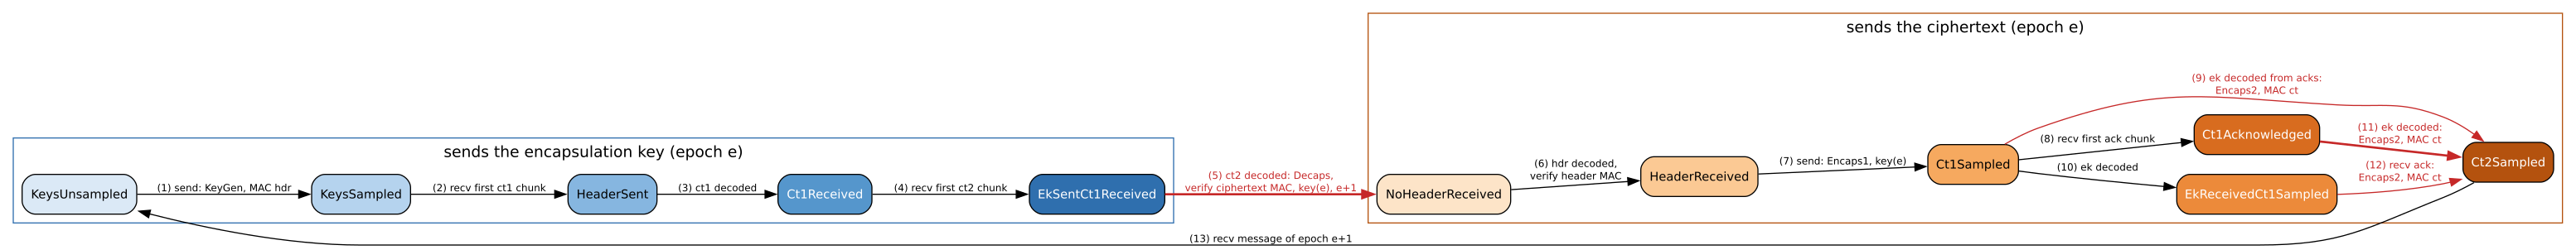 sends the ciphertext (epoch e)
(9) ek decoded from acks:
Encaps2, MAC ct
sends the encapsulation key (epoch e)
KeysUnsampled
(1) send: KeyGen, MAC hdr
KeysSampled
(2) recv first ct1 chunk
HeaderSent
(3) ct1 decoded
Ct1Received
(4) recv first ct2 chunk
EkSentCt1Received
(5) ct2 decoded: Decaps,
verify ciphertext MAC, key(e), e+1
NoHeaderReceived
(6) hdr decoded,
verify header MAC
HeaderReceived
(7) send: Encaps1, key(e)
Ct1Sampled
(8) recv first ack chunk
Ct1Acknowledged
(10) ek decoded
EkReceivedCt1Sampled
(11) ek decoded:
Encaps2, MAC ct
(12) recv ack:
Encaps2, MAC ct
Ct2Sampled
(13) recv message of epoch e+1